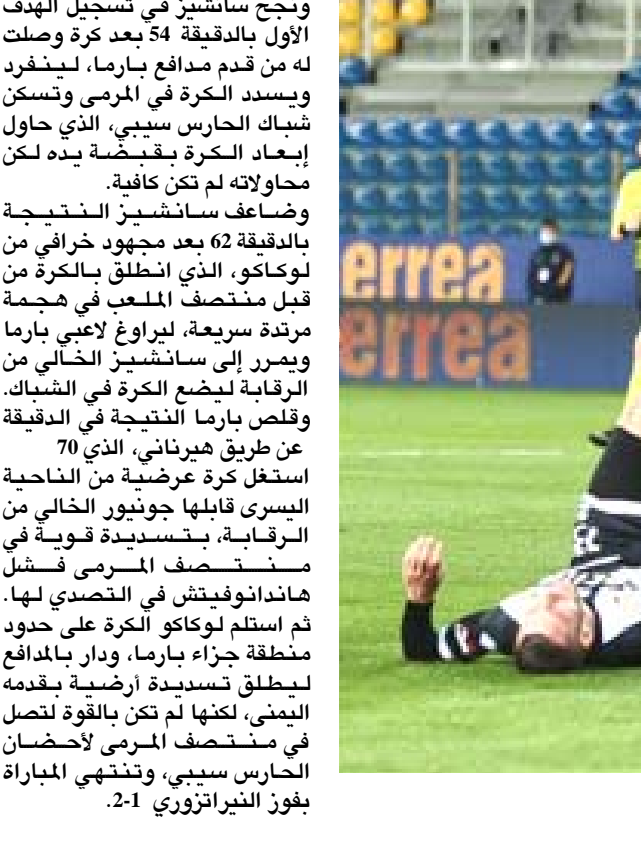 ونجح سانشيز في تسجيل الهدف
الأول بالدقيقة 54 بعد كرة وصلت
له من قدم مدافع بارما، لينفرد
ويسدد الكرة في المرمى وتسكن
شباك الحارس سيبي، الذي حاول
إبعاد الكرة بقبضة يده لكن
محاولاته لم تكن كافية.
وضاعف سانشيز النتيجة
بالدقيقة 62 بعد مجهود خرافي من
لوكاكو، الذي انطلق بالكرة من
قبل منتصف الملعب في هجمة
مرتدة سريعة، ليراوغ لاعبي بارما
ويمرر إلى سانشيز الخالي من
الرقابة ليضع الكرة في الشباك.
وقلص بارما النتيجة في الدقيقة
عن طريق هيرناني، الذي 70
استغل كرة عرضية من الناحية
اليسرى قابلها جونيور الخالي من
الرقابة، بتسديدة قوية في
منتصف المرمى فشل
هاندانوفيتش في التصدي لها.
ثم استلم لوكاكو الكرة على حدود
منطقة جزاء بارما، ودار بالمدافع
ليطلق تسديدة أرضية بقدمه
اليمنى، لكنها لم تكن بالقوة لتصل
في منتصف المرمى لأحضان
الحارس سيبي، وتنتهي المباراة
بفوز النيراتزوري 1-2.
errea
errea